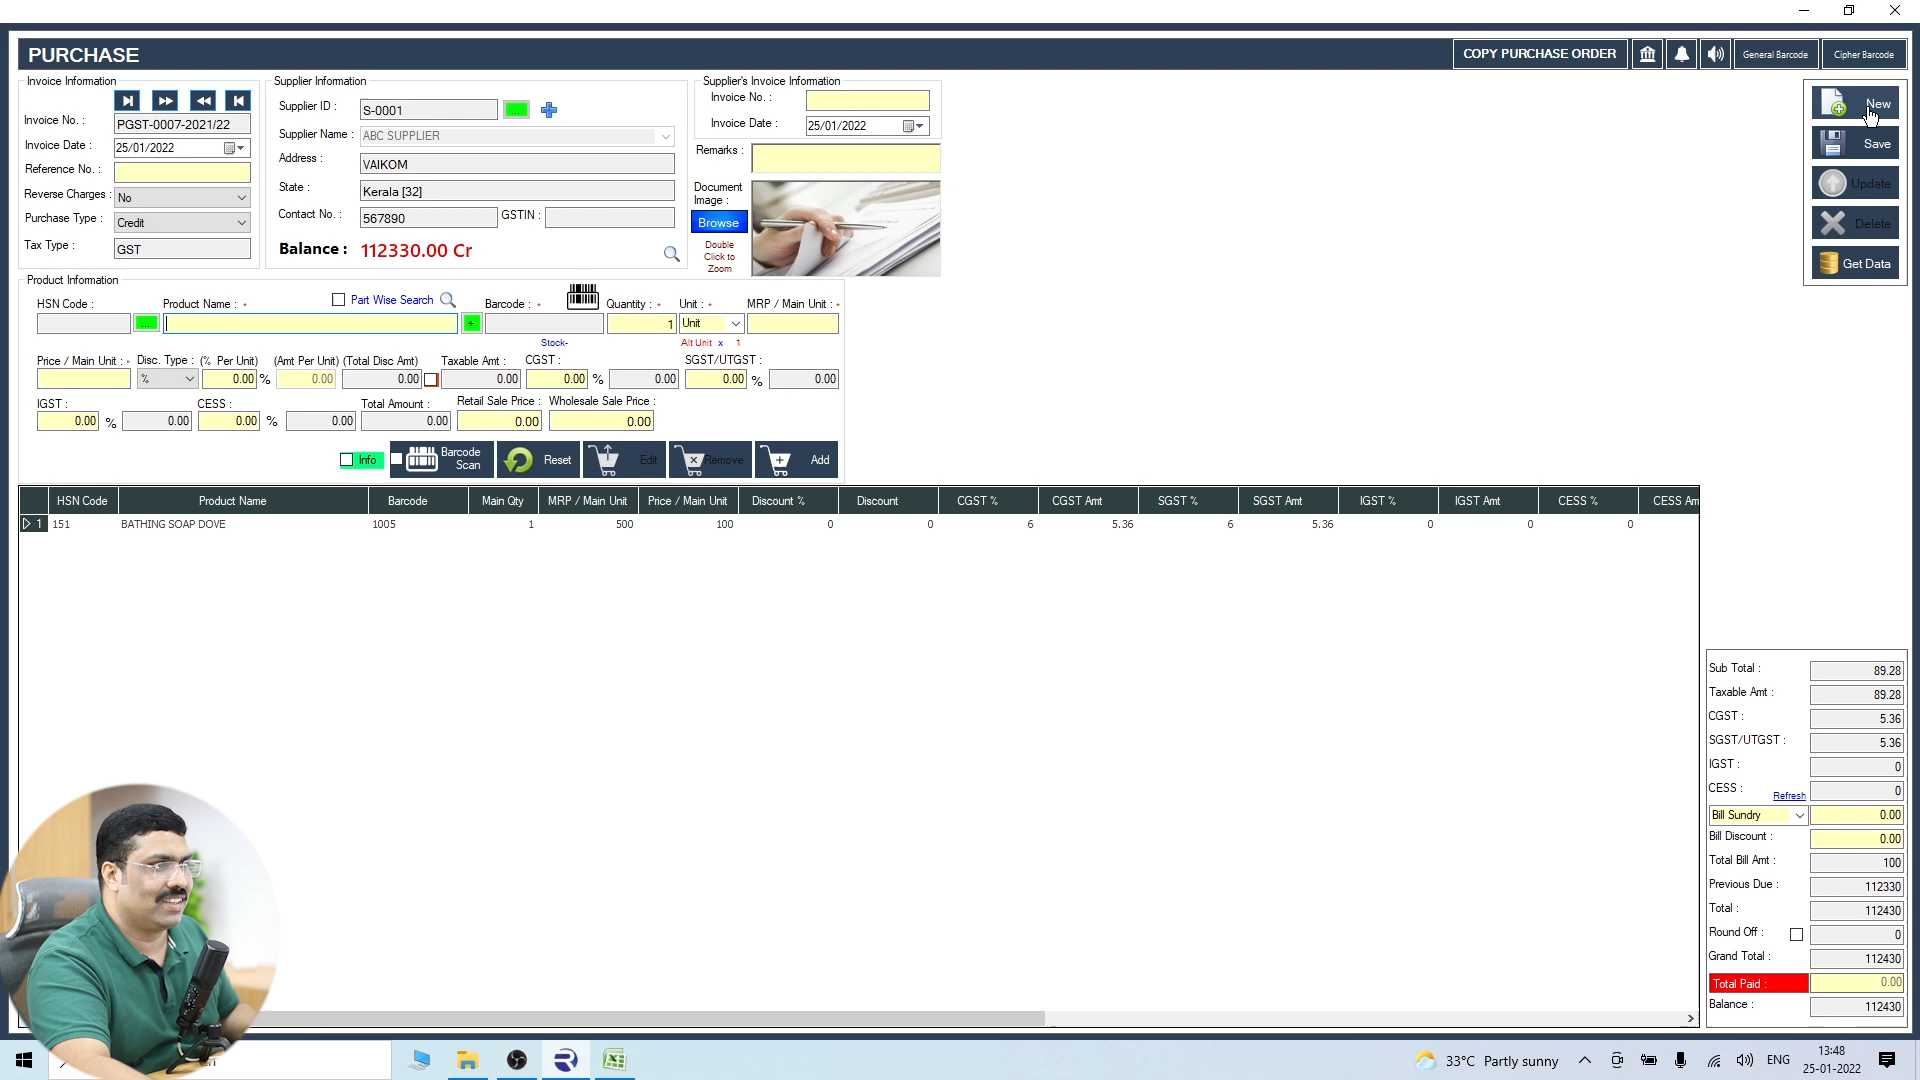 PURCHASE
COPY PURCHASE ORDER
General Barcode
Cipher Barcode
Invoice Information
Invoice No. : PGST-0007-2021/22
Invoice Date : 25/01/2022
Reference No. :
Reverse Charges : No
Purchase Type : Credit
Tax Type : GST
Supplier Information
Supplier ID : S-0001 ...
Supplier Name : ABC SUPPLIER
Address : VAIKOM
State : Kerala [32]
Contact No. : 567890 GSTIN :
Balance : 112330.00 Cr
Supplier's Invoice Information
Invoice No. :
Invoice Date : 25/01/2022
Remarks :
Document
Image :
Browse
Double
Click to
Zoom
New
Save
Update
Delete
Get Data
Product Information
HSN Code : Product Name : * Part Wise Search Barcode : * Quantity : * Unit : * MRP / Main Unit : *
... + 1 Unit
Stock- Alt Unit x 1
Price / Main Unit : * Disc. Type : (% Per Unit) (Amt Per Unit) (Total Disc Amt) Taxable Amt : CGST : SGST/UTGST :
% 0.00 % 0.00 0.00 0.00 0.00 % 0.00 0.00 % 0.00
IGST : CESS : Total Amount : Retail Sale Price : Wholesale Sale Price :
0.00 % 0.00 0.00 % 0.00 0.00 0.00 0.00
Info Barcode Scan Reset Edit Remove Add
HSN Code Product Name Barcode Main Qty MRP / Main Unit Price / Main Unit Discount % Discount CGST % CGST Amt SGST % SGST Amt IGST % IGST Amt CESS % CESS Am
1 151 BATHING SOAP DOVE 1005 1 500 100 0 0 6 5.36 6 5.36 0 0 0
Sub Total : 89.28
Taxable Amt : 89.28
CGST : 5.36
SGST/UTGST : 5.36
IGST : 0
CESS : Refresh 0
Bill Sundry 0.00
Bill Discount : 0.00
Total Bill Amt : 100
Previous Due : 112330
Total : 112430
Round Off : 0
Grand Total : 112430
Total Paid : 0.00
Balance : 112430
33°C Partly sunny
ENG
13:48
25-01-2022